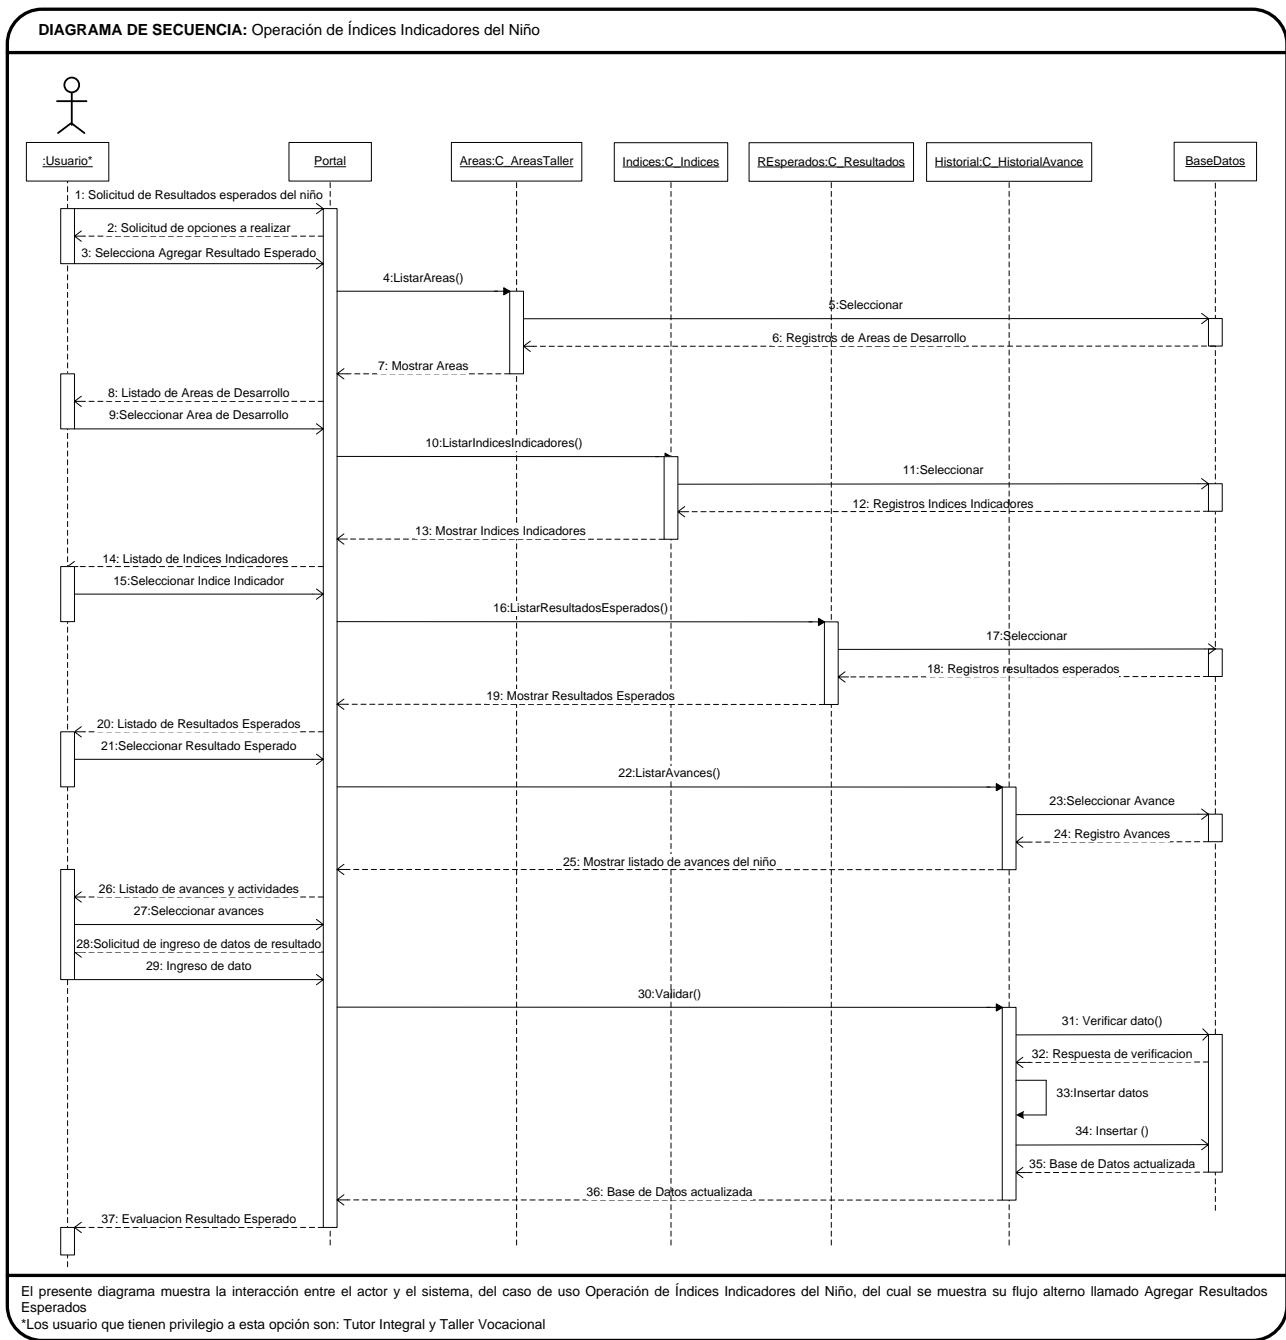 DIAGRAMA DE SECUENCIA: Operación de Índices Indicadores del Niño
:Usuario*
Portal
Areas:C_AreasTaller
Indices:C_Indices
REsperados:C_Resultados
Historial:C_HistorialAvance
BaseDatos
1: Solicitud de Resultados esperados del niño
2: Solicitud de opciones a realizar
3: Selecciona Agregar Resultado Esperado
4:ListarAreas()
5:Seleccionar
6: Registros de Areas de Desarrollo
7: Mostrar Areas
8: Listado de Areas de Desarrollo
9:Seleccionar Area de Desarrollo
10:ListarIndicesIndicadores()
11:Seleccionar
12: Registros Indices Indicadores
13: Mostrar Indices Indicadores
14: Listado de Indices Indicadores
15:Seleccionar Indice Indicador
16:ListarResultadosEsperados()
17:Seleccionar
18: Registros resultados esperados
19: Mostrar Resultados Esperados
20: Listado de Resultados Esperados
21:Seleccionar Resultado Esperado
22:ListarAvances()
23:Seleccionar Avance
24: Registro Avances
25: Mostrar listado de avances del niño
26: Listado de avances y actividades
27:Seleccionar avances
28:Solicitud de ingreso de datos de resultado
29: Ingreso de dato
30:Validar()
31: Verificar dato()
32: Respuesta de verificacion
33:Insertar datos
34: Insertar ()
35: Base de Datos actualizada
36: Base de Datos actualizada
37: Evaluacion Resultado Esperado
El presente diagrama muestra la interacción entre el actor y el sistema, del caso de uso Operación de Índices Indicadores del Niño, del cual se muestra su flujo alterno llamado Agregar Resultados
Esperados
*Los usuario que tienen privilegio a esta opción son: Tutor Integral y Taller Vocacional